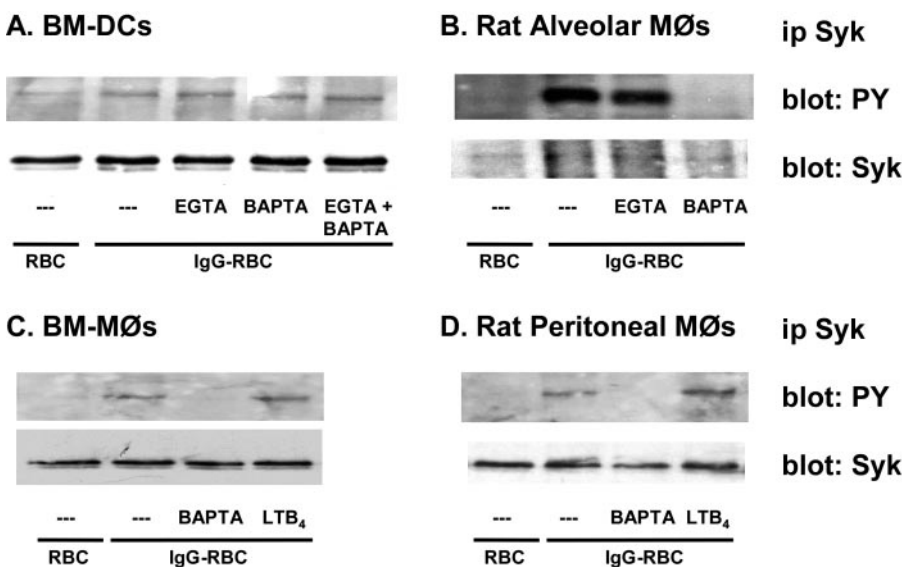 A. BM-DCs
B. Rat Alveolar MØs
ip Syk
blot: PY
blot: Syk
--- --- EGTA BAPTA EGTA +
BAPTA
RBC IgG-RBC
--- --- EGTA BAPTA
RBC IgG-RBC
C. BM-MØs
D. Rat Peritoneal MØs
ip Syk
blot: PY
blot: Syk
--- --- BAPTA LTB₄
RBC IgG-RBC
--- --- BAPTA LTB₄
RBC IgG-RBC